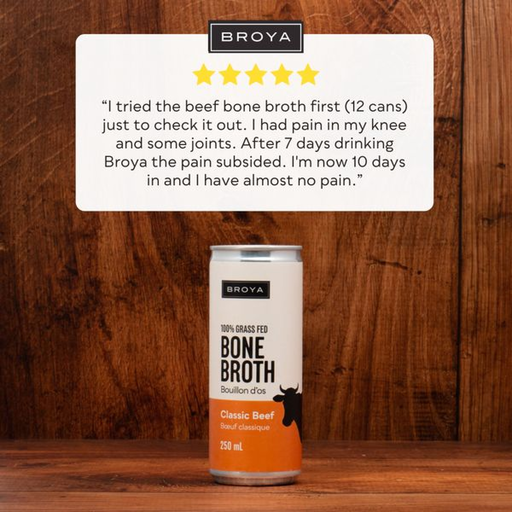 BROYA
“I tried the beef bone broth first (12 cans)
just to check it out. I had pain in my knee
and some joints. After 7 days drinking
Broya the pain subsided. I'm now 10 days
in and I have almost no pain.”
BROYA
100% GRASS FED
BONE
BROTH
Bouillon d'os
Classic Beef
Bœuf classique
250 mL